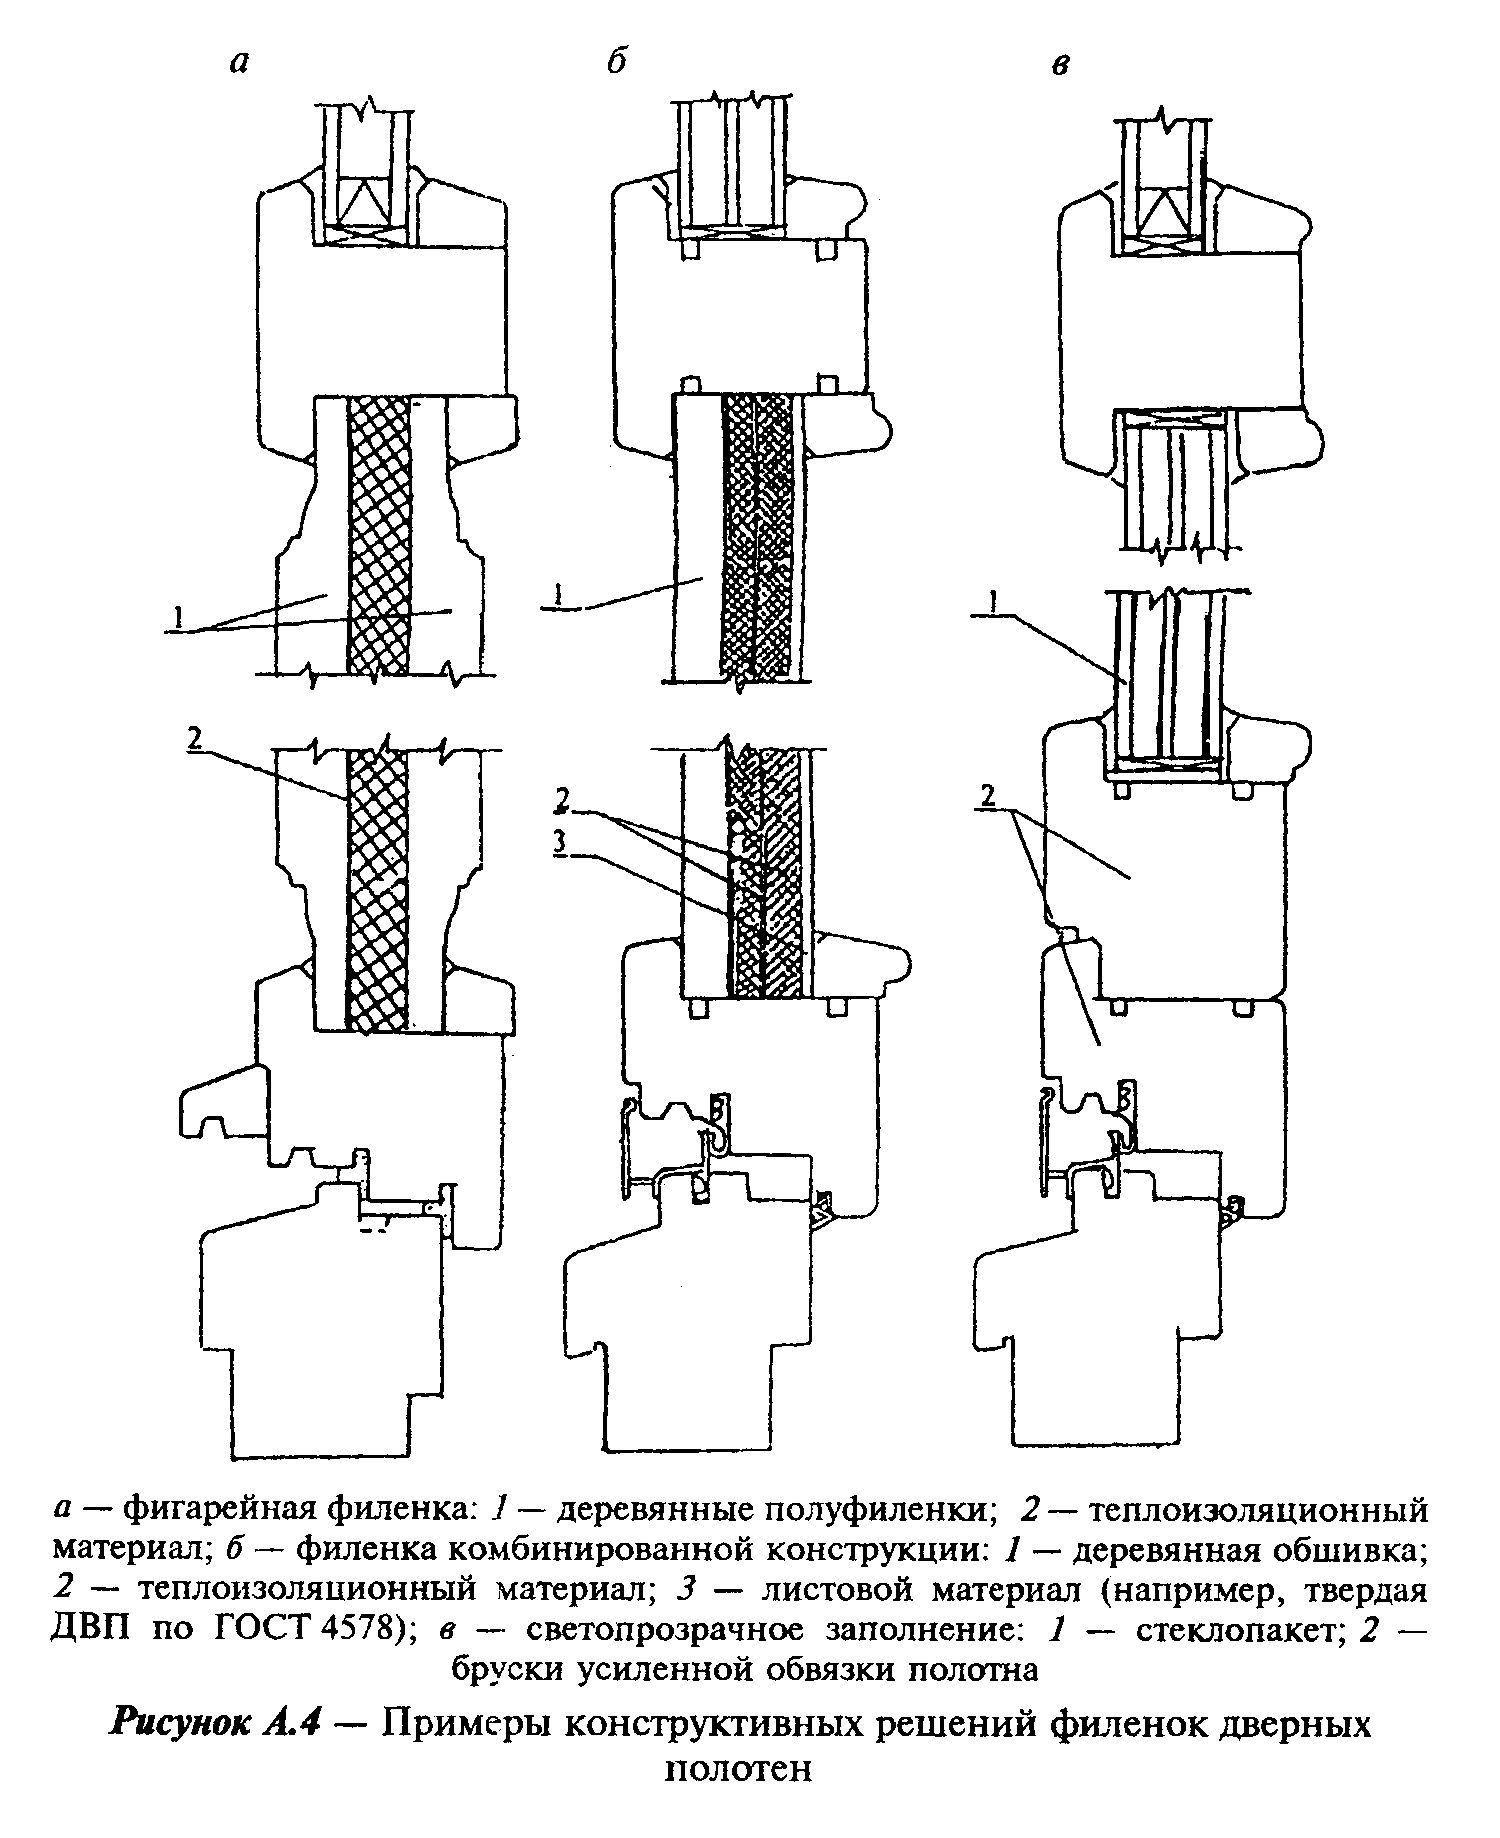 а б в
1 1 1
2 2 2
3
а — фигарейная филенка: 1 — деревянные полуфиленки; 2 — теплоизоляционный
материал; б — филенка комбинированной конструкции: 1 — деревянная обшивка;
2 — теплоизоляционный материал; 3 — листовой материал (например, твердая
ДВП по ГОСТ 4578); в — светопрозрачное заполнение: 1 — стеклопакет; 2 —
бруски усиленной обвязки полотна
Рисунок А.4 — Примеры конструктивных решений филенок дверных
полотен